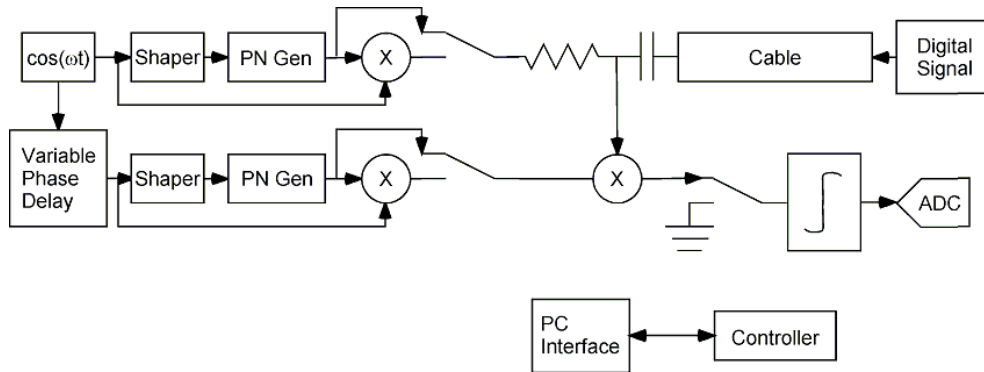 cos(ωt)
Shaper
PN Gen
X
Cable
Digital
Signal
Variable
Phase
Delay
Shaper
PN Gen
X
X
ADC
PC
Interface
Controller